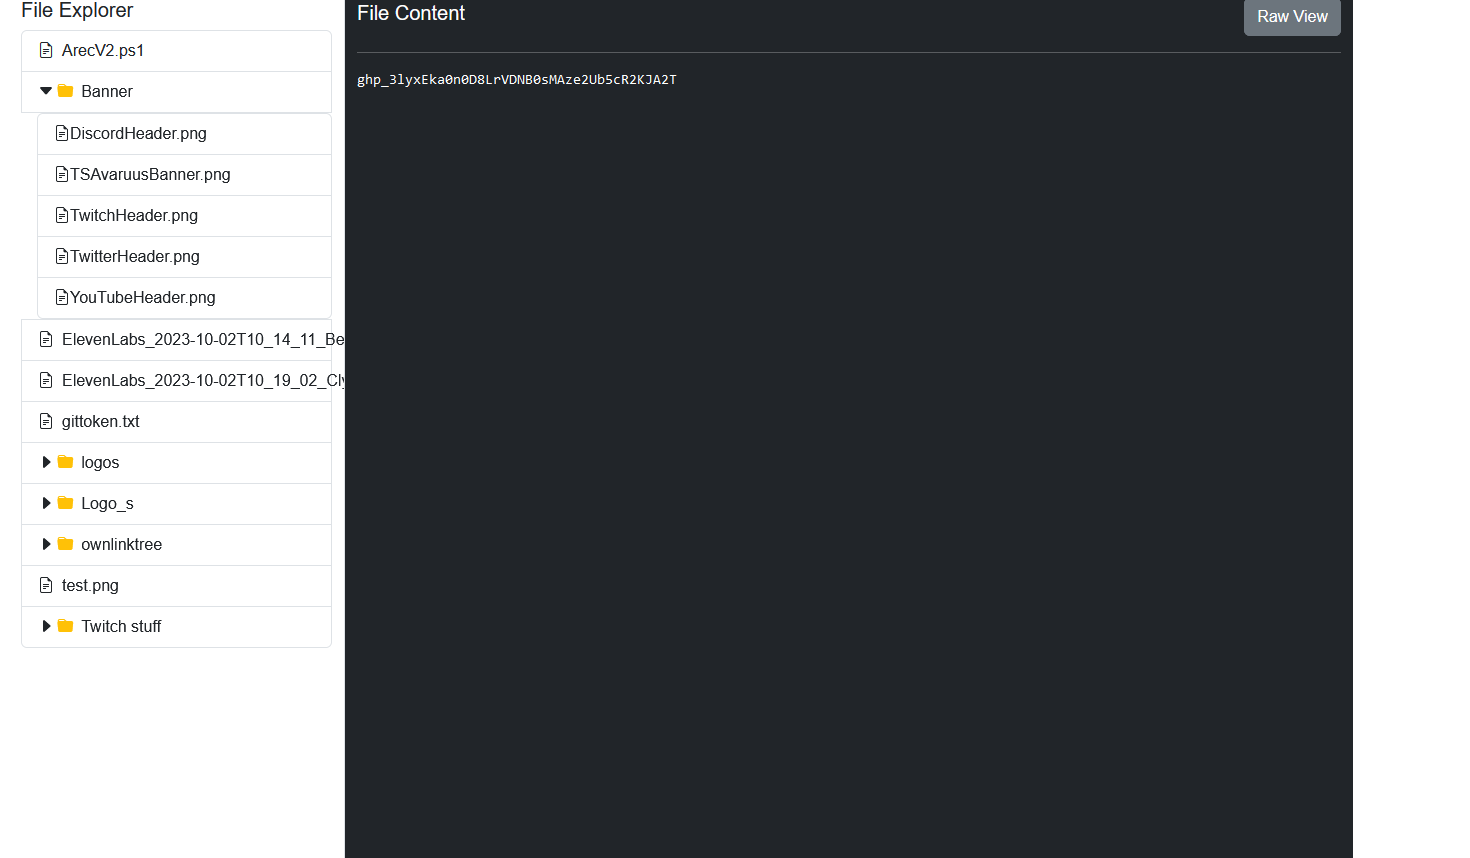 File Explorer
ArecV2.ps1
Banner
DiscordHeader.png
TSAvaruusBanner.png
TwitchHeader.png
TwitterHeader.png
YouTubeHeader.png
ElevenLabs_2023-10-02T10_14_11_Be
ElevenLabs_2023-10-02T10_19_02_Cly
gittoken.txt
logos
Logo_s
ownlinktree
test.png
Twitch stuff
File Content
Raw View
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